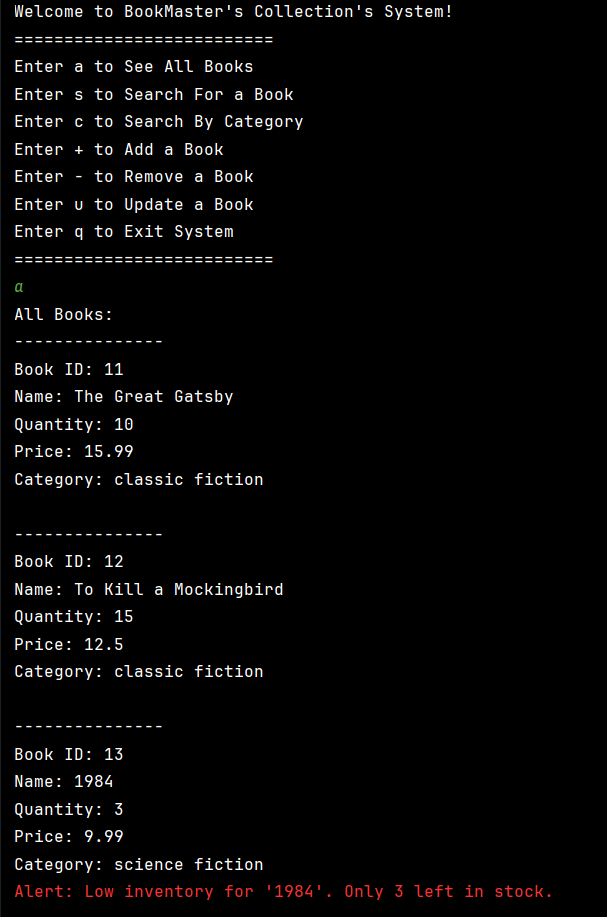 Welcome to BookMaster's Collection's System!
==========================
Enter a to See All Books
Enter s to Search For a Book
Enter c to Search By Category
Enter + to Add a Book
Enter - to Remove a Book
Enter u to Update a Book
Enter q to Exit System
==========================
a
All Books:
---------------
Book ID: 11
Name: The Great Gatsby
Quantity: 10
Price: 15.99
Category: classic fiction
---------------
Book ID: 12
Name: To Kill a Mockingbird
Quantity: 15
Price: 12.5
Category: classic fiction
---------------
Book ID: 13
Name: 1984
Quantity: 3
Price: 9.99
Category: science fiction
Alert: Low inventory for '1984'. Only 3 left in stock.